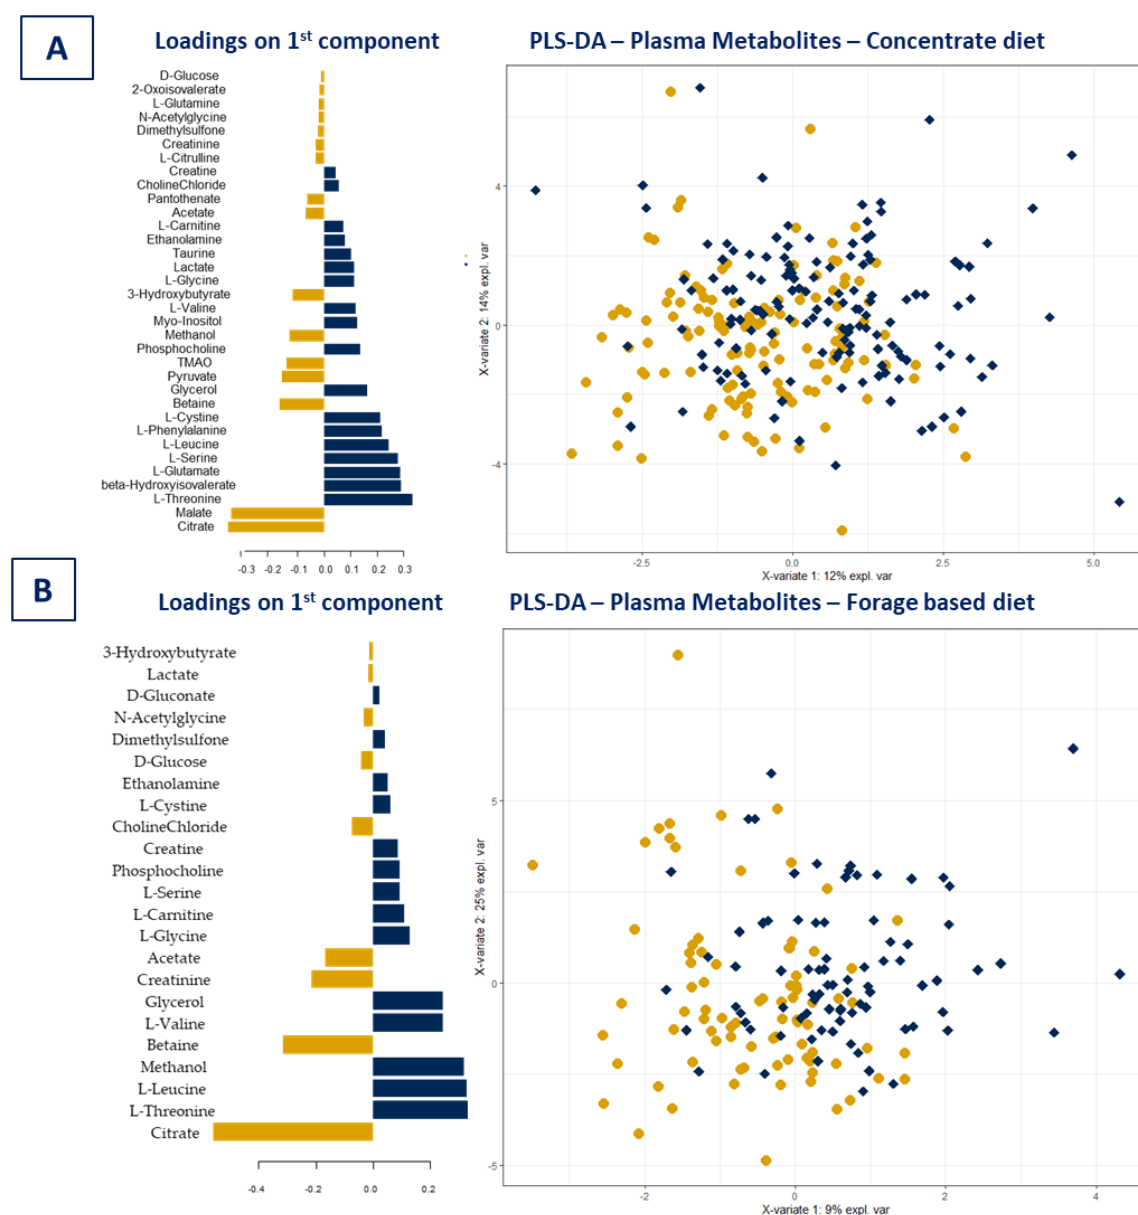 A
Loadings on 1st component
PLS-DA – Plasma Metabolites – Concentrate diet
D-Glucose
2-Oxoisovalerate
L-Glutamine
N-Acetylglycine
Dimethylsulfone
Creatinine
L-Citrulline
Creatine
CholineChloride
Pantothenate
Acetate
L-Carnitine
Ethanolamine
Taurine
Lactate
L-Glycine
3-Hydroxybutyrate
L-Valine
Myo-Inositol
Methanol
Phosphocholine
TMAO
Pyruvate
Glycerol
Betaine
L-Cystine
L-Phenylalanine
L-Leucine
L-Serine
L-Glutamate
beta-Hydroxyisovalerate
L-Threonine
Malate
Citrate
-0.3 -0.2 -0.1 0.0 0.1 0.2 0.3
X-variate 2: 14% expl. var
4
0
-4
-2.5 0.0 2.5 5.0
X-variate 1: 12% expl. var
B
Loadings on 1st component
PLS-DA – Plasma Metabolites – Forage based diet
3-Hydroxybutyrate
Lactate
D-Gluconate
N-Acetylglycine
Dimethylsulfone
D-Glucose
Ethanolamine
L-Cystine
CholineChloride
Creatine
Phosphocholine
L-Serine
L-Carnitine
L-Glycine
Acetate
Creatinine
Glycerol
L-Valine
Betaine
Methanol
L-Leucine
L-Threonine
Citrate
-0.4 -0.2 0.0 0.2
X-variate 2: 25% expl. var
5
0
-5
-2 0 2 4
X-variate 1: 9% expl. var